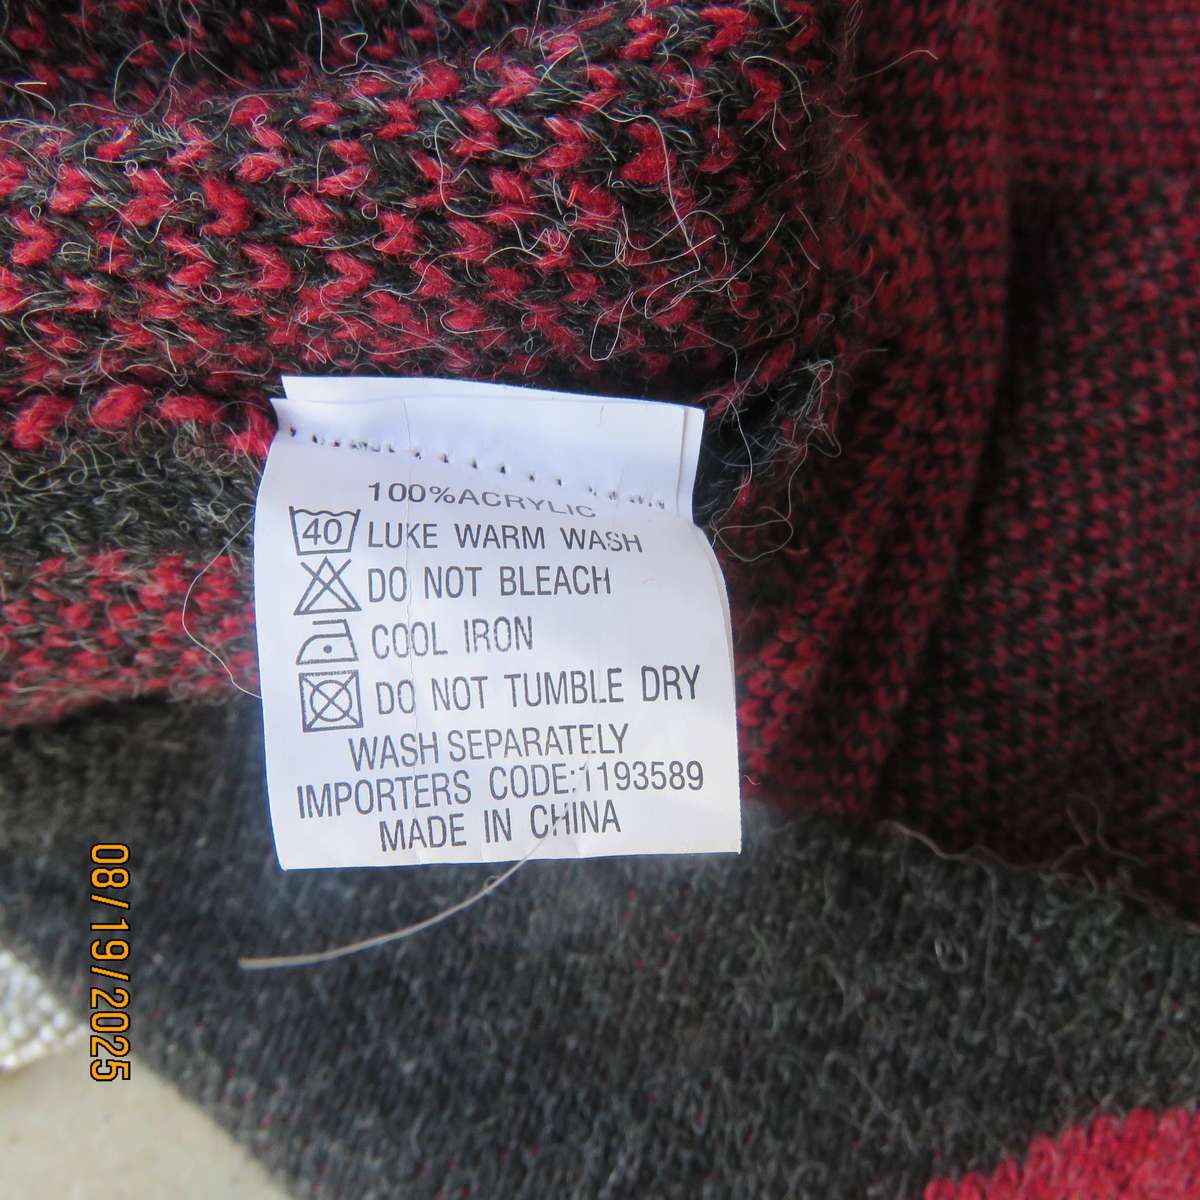 100%ACRYLIC
40 LUKE WARM WASH
DO NOT BLEACH
COOL IRON
DO NOT TUMBLE DRY
WASH SEPARATELY
IMPORTERS CODE:1193589
MADE IN CHINA
08/19/2025